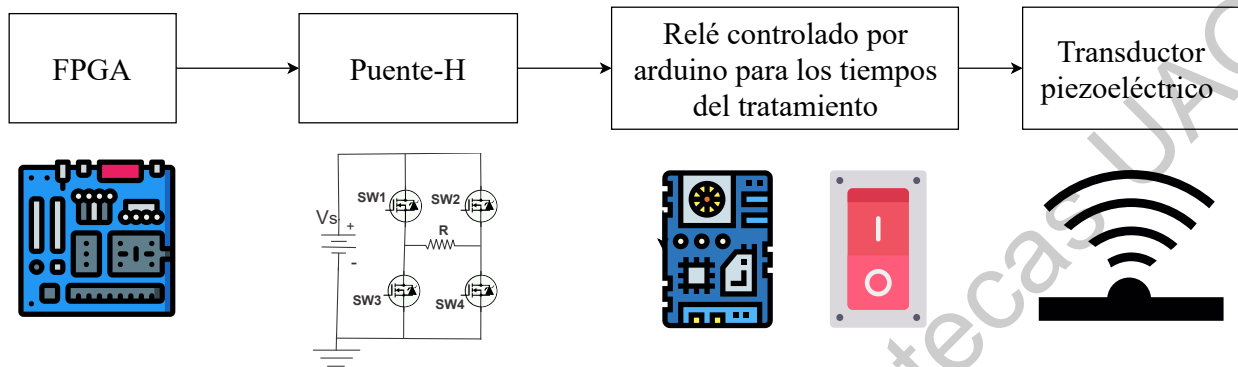 FPGA
Puente-H
Relé controlado por
arduino para los tiempos
del tratamiento
Transductor
piezoeléctrico
SW1
SW2
Vs
+
R
-
SW3
SW4